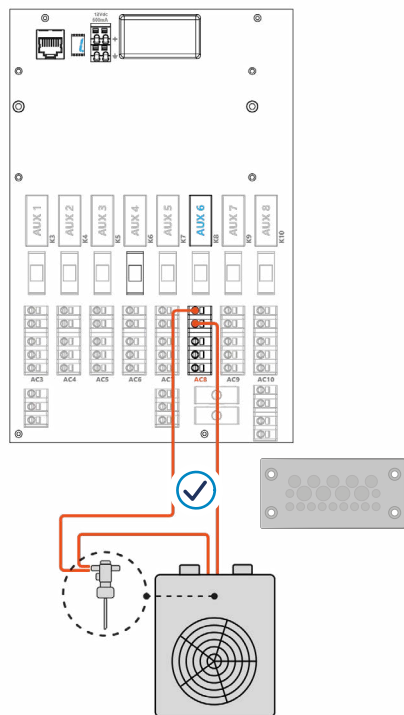 12Vdc
500mA
L
+
AUX 1
K3
AUX 2
K4
AUX 3
K5
AUX 4
K6
AUX 5
K7
AUX 6
K8
AUX 7
K9
AUX 8
K10
AC3
AC4
AC5
AC6
AC8
AC9
AC10